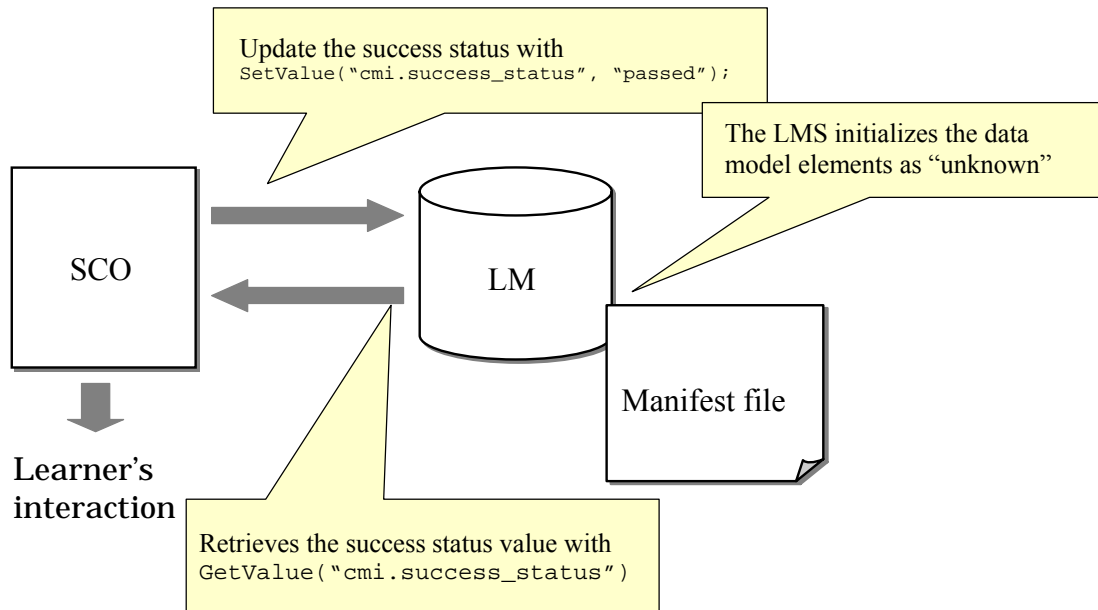 Update the success status with
SetValue(“cmi.success_status”, “passed”);
The LMS initializes the data
model elements as “unknown”
SCO
LM
Manifest file
Learner’s
interaction
Retrieves the success status value with
GetValue(“cmi.success_status”)